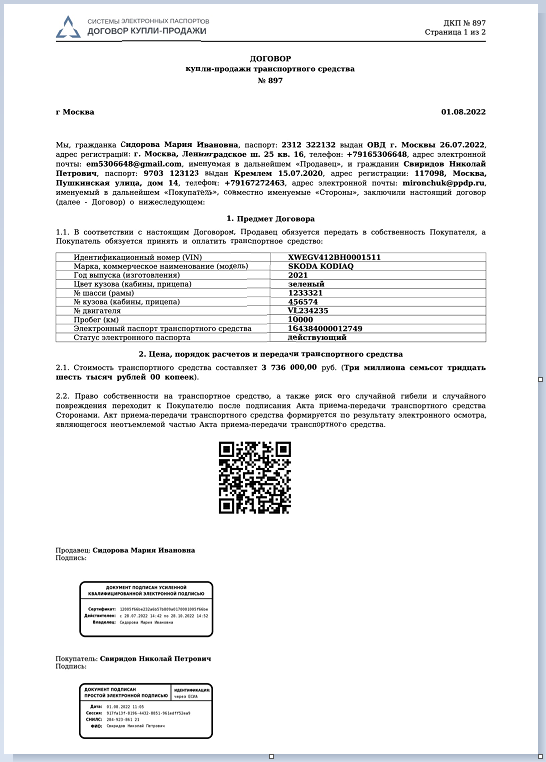 СИСТЕМЫ ЭЛЕКТРОННЫХ ПАСПОРТОВ
ДОГОВОР КУПЛИ-ПРОДАЖИ
ДКП № 897
Страница 1 из 2
ДОГОВОР
купли-продажи транспортного средства
№ 897
г Москва
01.08.2022
Мы, гражданка Сидорова Мария Ивановна, паспорт: 2312 322132 выдан ОВД г. Москвы 26.07.2022,
адрес регистрации: г. Москва, Ленинградское ш. 25 кв. 16, телефон: +79165306648, адрес электронной
почты: em5306648@gmail.com, именуемая в дальнейшем «Продавец», и гражданин Свиридов Николай
Петрович, паспорт: 9703 123123 выдан Кремлем 15.07.2020, адрес регистрации: 117098, Москва,
Пушкинская улица, дом 14, телефон: +79167272463, адрес электронной почты: mironchuk@ppdp.ru,
именуемый в дальнейшем «Покупатель», совместно именуемые «Стороны», заключили настоящий договор
(далее - Договор) о нижеследующем:
1. Предмет Договора
1.1. В соответствии с настоящим Договором, Продавец обязуется передать в собственность Покупателя, а
Покупатель обязуется принять и оплатить транспортное средство:
Идентификационный номер (VIN) XWEGV412BH0001511
Марка, коммерческое наименование (модель) SKODA KODIAQ
Год выпуска (изготовления) 2021
Цвет кузова (кабины, прицепа) зеленый
№ шасси (рамы) 1233321
№ кузова (кабины, прицепа) 456574
№ двигателя VL234235
Пробег (км) 10000
Электронный паспорт транспортного средства 164384000012749
Статус электронного паспорта действующий
2. Цена, порядок расчетов и передачи транспортного средства
2.1. Стоимость транспортного средства составляет 3 736 000,00 руб. (Три миллиона семьсот тридцать
шесть тысяч рублей 00 копеек).
2.2. Право собственности на транспортное средство, а также риск его случайной гибели и случайного
повреждения переходит к Покупателю после подписания Акта приема-передачи транспортного средства
Сторонами. Акт приема-передачи транспортного средства формируется по результату электронного осмотра,
являющегося неотъемлемой частью Акта приема-передачи транспортного средства.
Продавец: Сидорова Мария Ивановна
Подпись:
ДОКУМЕНТ ПОДПИСАН УСИЛЕННОЙ
КВАЛИФИЦИРОВАННОЙ ЭЛЕКТРОННОЙ ПОДПИСЬЮ
Сертификат:
Действителен: с 28.07.2022 14:42 по 28.10.2022 14:52
Владелец: Сидорова Мария Ивановна
Покупатель: Свиридов Николай Петрович
Подпись:
ДОКУМЕНТ ПОДПИСАН
ПРОСТОЙ ЭЛЕКТРОННОЙ ПОДПИСЬЮ
ИДЕНТИФИКАЦИЯ
через ЕСИА
Дата: 01.08.2022 11:05
Сессия:
СНИЛС:
ФИО: Свиридов Николай Петрович